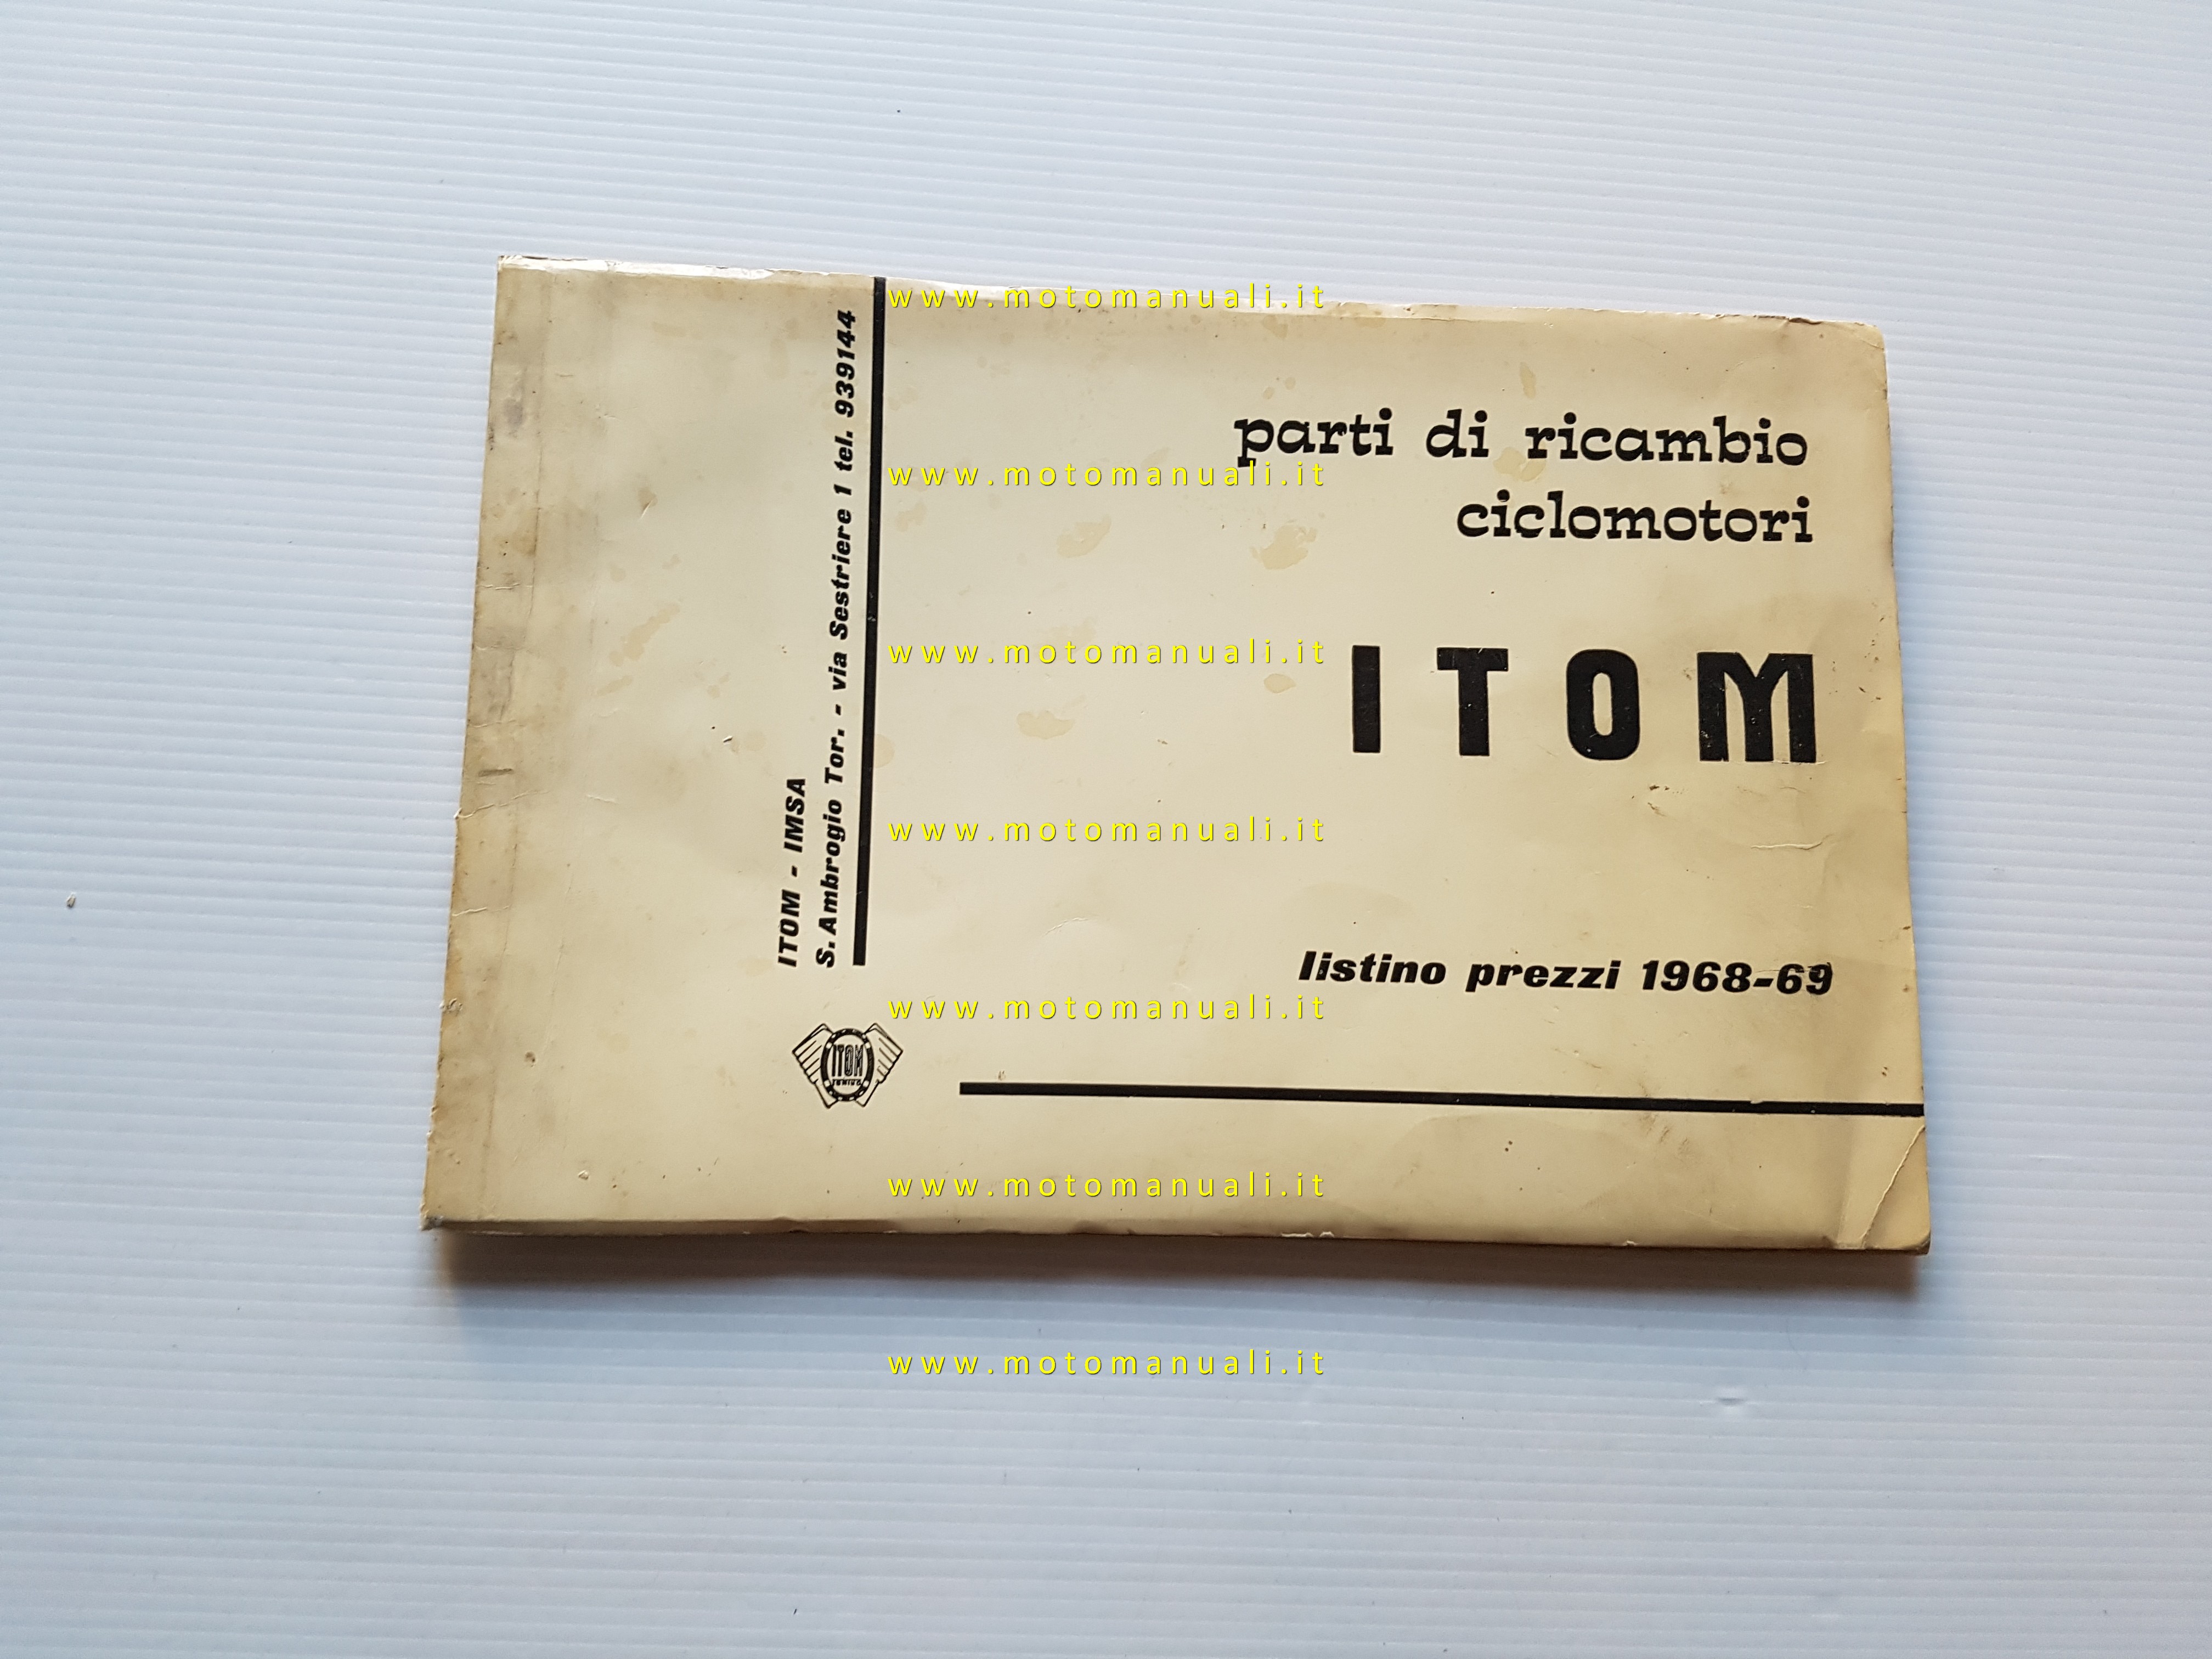 www.motomanuali.it
parti di ricambio
www.motomanuali.it
ciclomotori
www.motomanuali.it
ITOM
www.motomanuali.it
listino prezzi 1968-69
www.motomanuali.it
ITOM - IMSA
S. Ambrogio Tor. - via Sestriere 1 tel. 939144
ITOM
TORINO
www.motomanuali.it
www.motomanuali.it